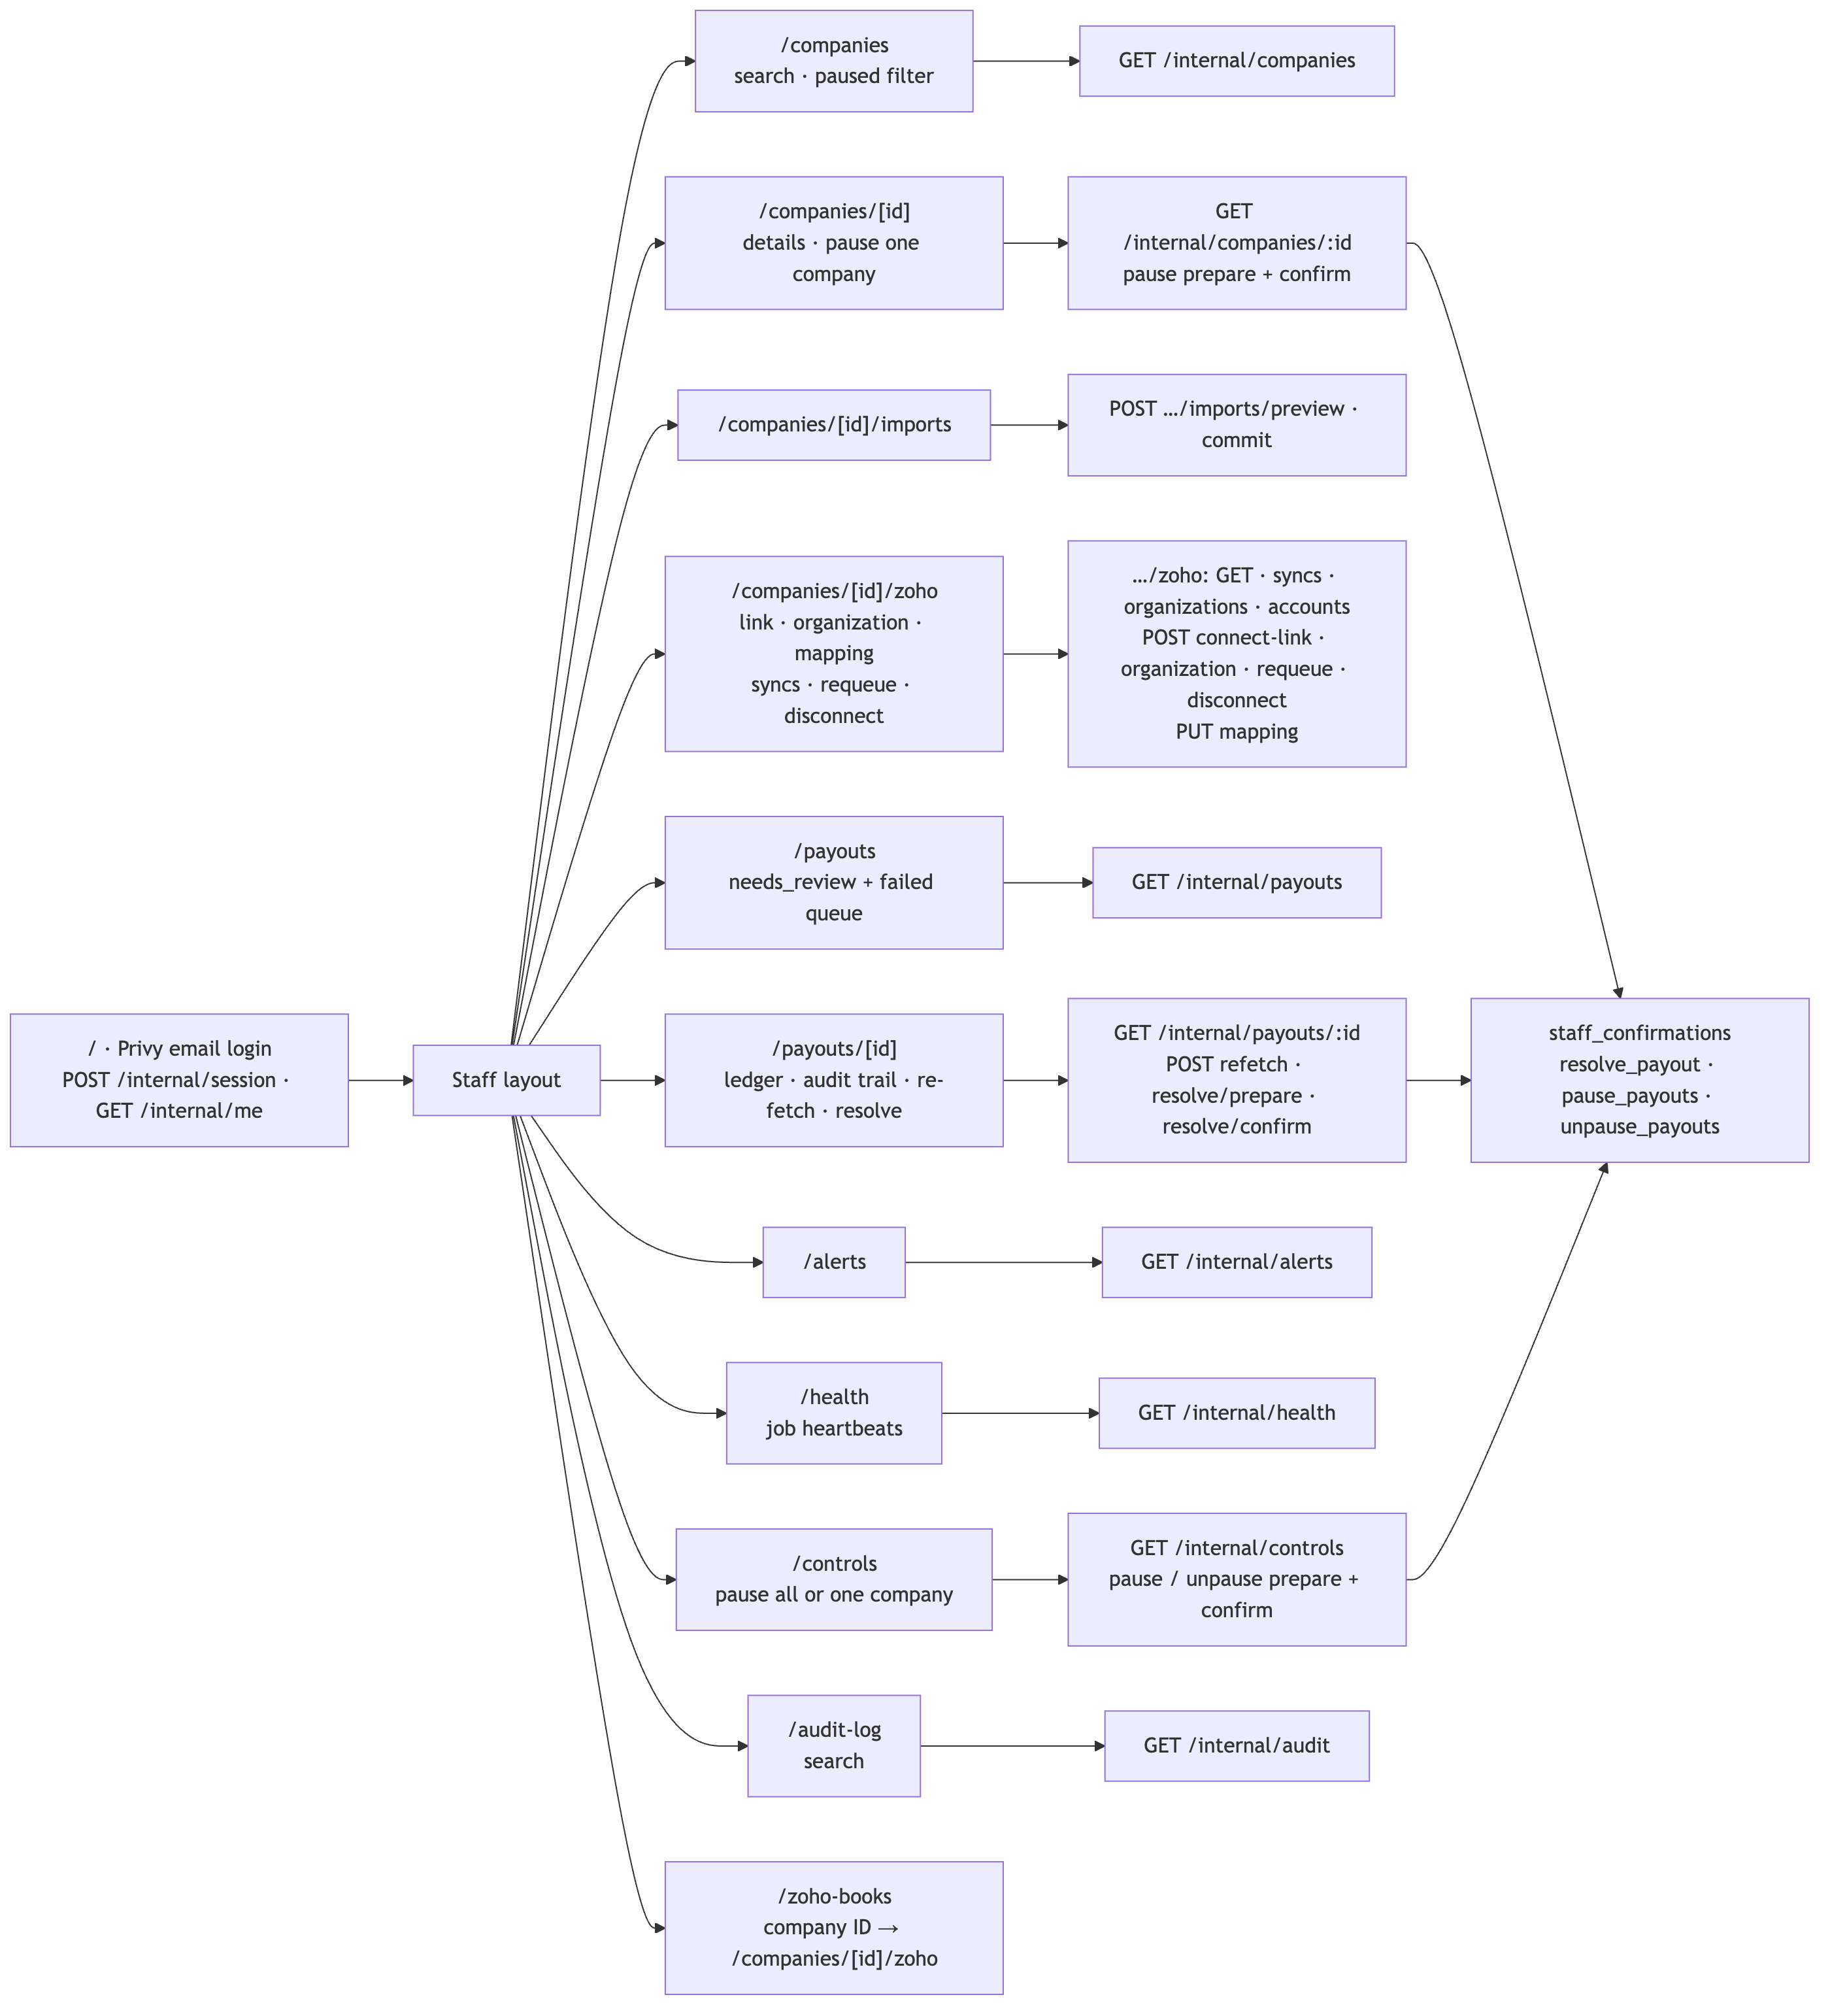 /companies
search · paused filter
GET /internal/companies
/companies/[id]
details · pause one
company
GET
/internal/companies/:id
pause prepare + confirm
/companies/[id]/imports
POST …/imports/preview ·
commit
/companies/[id]/zoho
link · organization ·
mapping
syncs · requeue ·
disconnect
…/zoho: GET · syncs ·
organizations · accounts
POST connect-link ·
organization · requeue ·
disconnect
PUT mapping
/payouts
needs_review + failed
queue
GET /internal/payouts
/ · Privy email login
POST /internal/session ·
GET /internal/me
Staff layout
/payouts/[id]
ledger · audit trail · re-
fetch · resolve
GET /internal/payouts/:id
POST refetch ·
resolve/prepare ·
resolve/confirm
staff_confirmations
resolve_payout ·
pause_payouts ·
unpause_payouts
/alerts
GET /internal/alerts
/health
job heartbeats
GET /internal/health
/controls
pause all or one company
GET /internal/controls
pause / unpause prepare +
confirm
/audit-log
search
GET /internal/audit
/zoho-books
company ID →
/companies/[id]/zoho